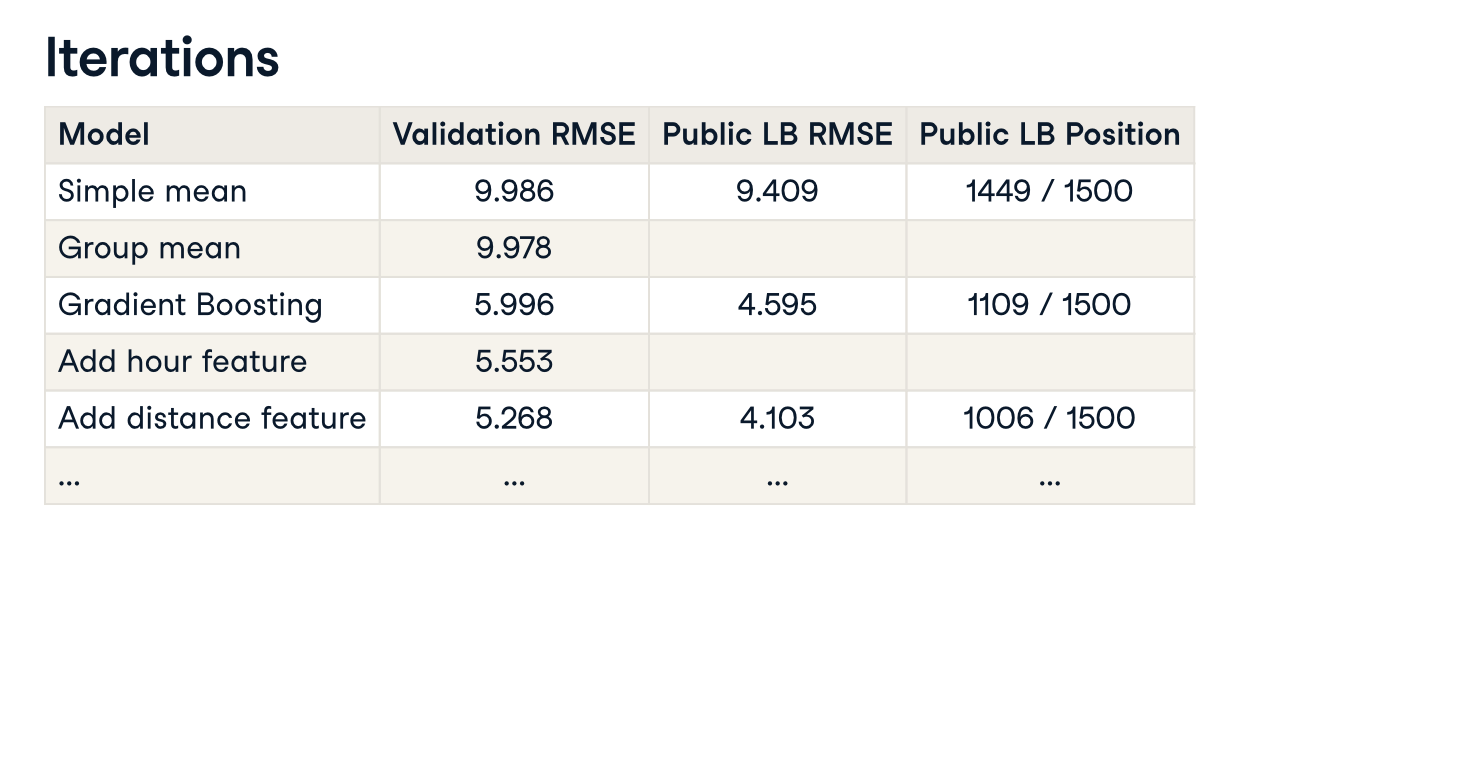 Iterations
Model Validation RMSE Public LB RMSE Public LB Position
Simple mean 9.986 9.409 1449 / 1500
Group mean 9.978
Gradient Boosting 5.996 4.595 1109 / 1500
Add hour feature 5.553
Add distance feature 5.268 4.103 1006 / 1500
... ... ... ...